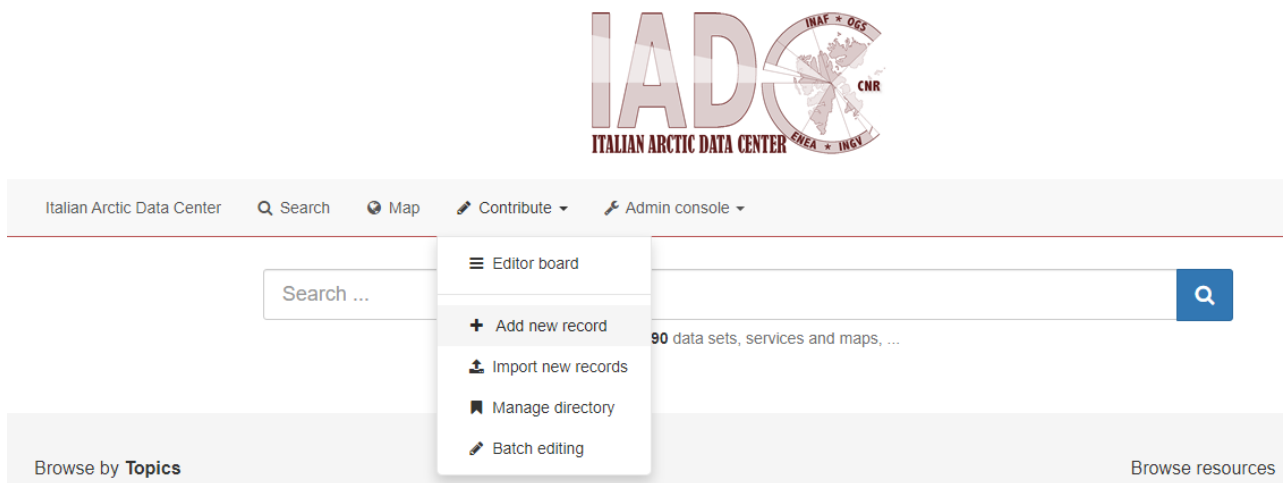 IADC
INAF * OGS
CNR
ENEA * INGV
ITALIAN ARCTIC DATA CENTER
Italian Arctic Data Center Search Map Contribute Admin console
Editor board
Search ...
Add new record
90 data sets, services and maps, ...
Import new records
Manage directory
Batch editing
Browse by Topics
Browse resources